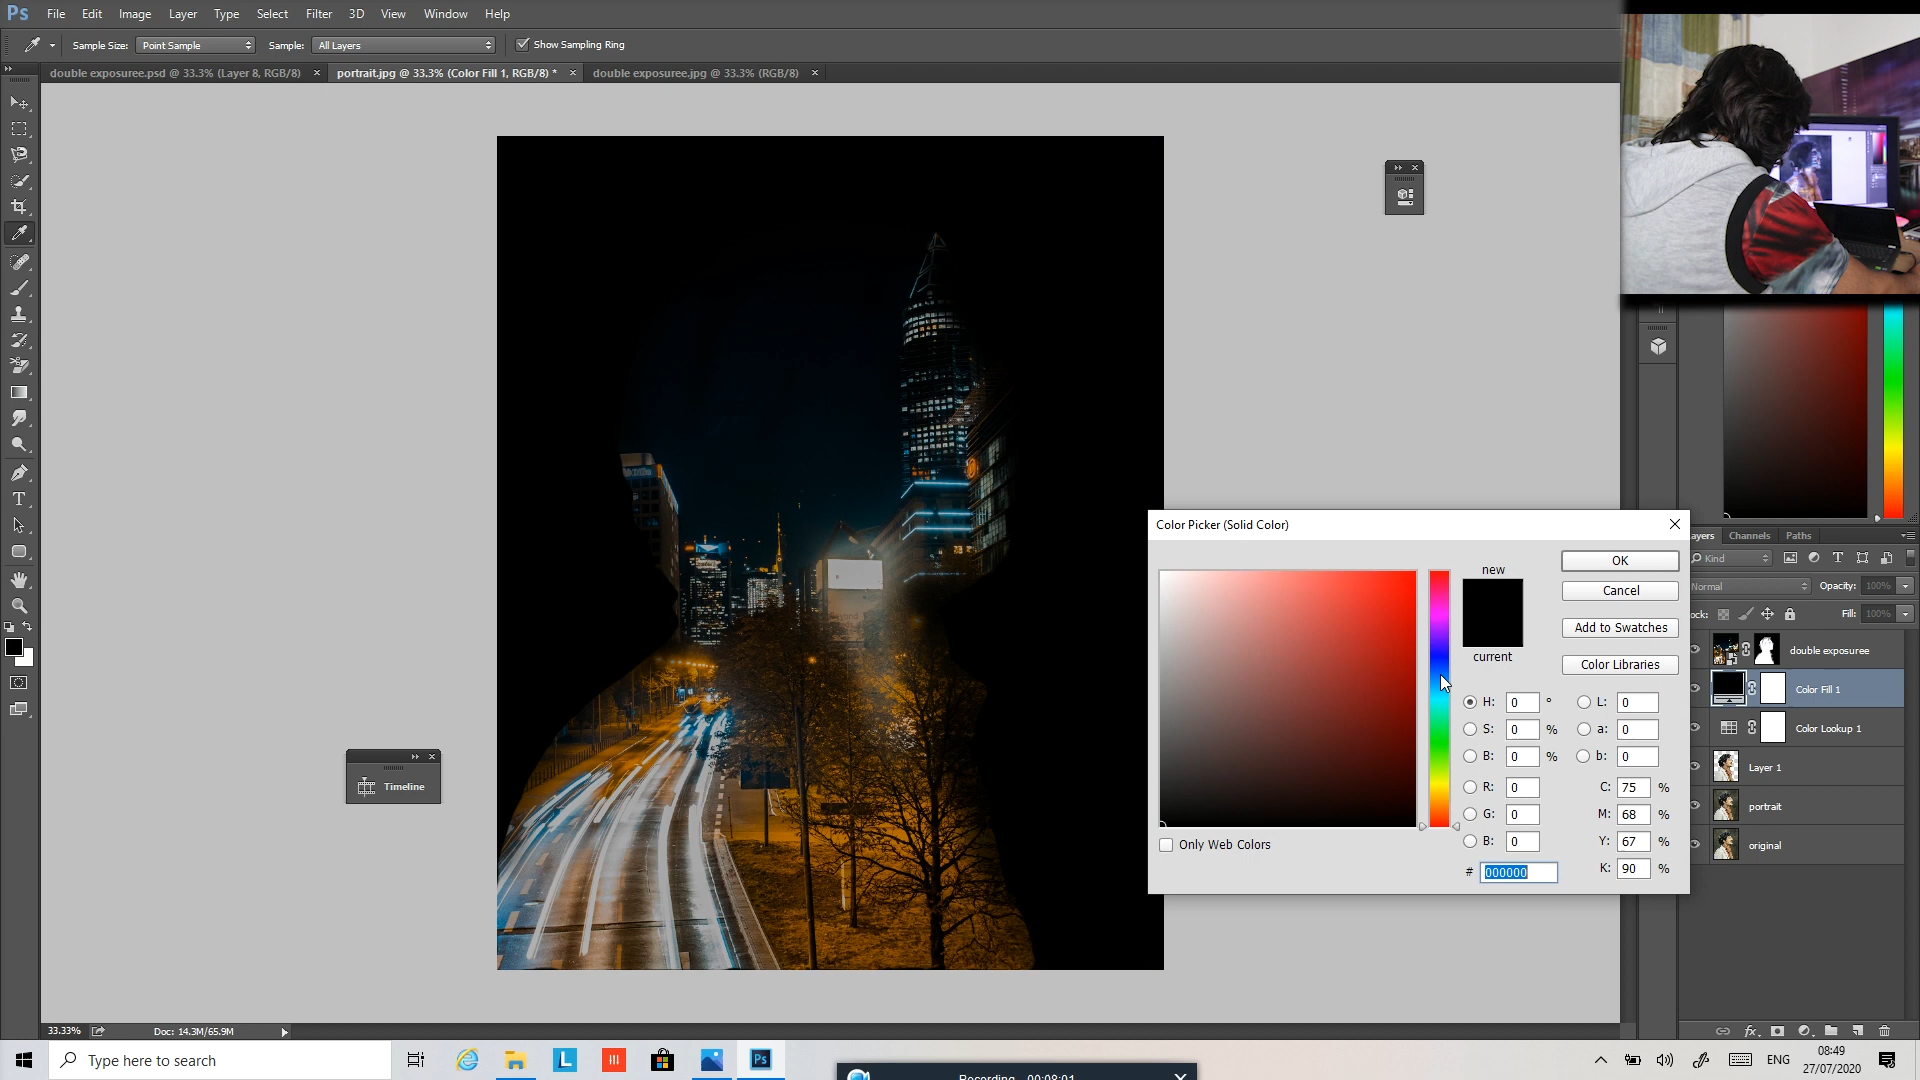 Ps File Edit Image Layer Type Select Filter 3D View Window Help
Sample Size: Point Sample Sample: All Layers Show Sampling Ring
double exposuree.psd @ 33.3% (Layer 8, RGB/8) × portrait.jpg @ 33.3% (Color Fill 1, RGB/8) * × double exposuree.jpg @ 33.3% (RGB/8) ×
Color Picker (Solid Color)
new
current
OK
Cancel
Add to Swatches
Color Libraries
H: 0 ° L: 0
S: 0 % a: 0
B: 0 % b: 0
R: 0 C: 75 %
G: 0 M: 68 %
B: 0 Y: 67 %
# 000000 K: 90 %
Only Web Colors
ayers Channels Paths
Kind
Normal Opacity: 100%
ock: Fill: 100%
double exposuree
Color Fill 1
Color Lookup 1
Layer 1
portrait
original
Timeline
33.33% Doc: 14.3M/65.9M
Type here to search
L
Ps
Recording 00:08:01
ENG
08:49
27/07/2020